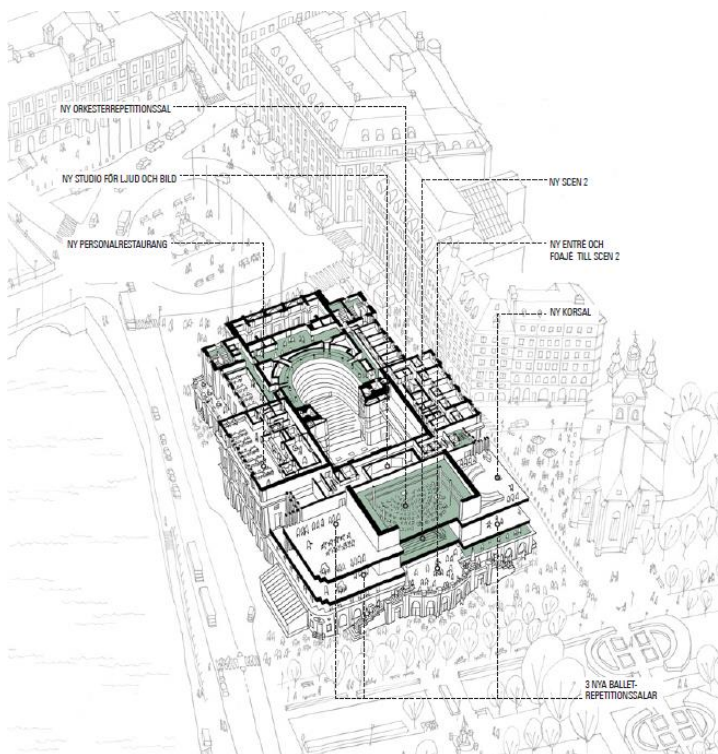 NY ORKESTERREPETITIONSSAL
NY STUDIO FÖR LJUD OCH BILD
NY SCEN 2
NY PERSONALRESTAURANG
NY ENTRÉ OCH
FOAJÉ TILL SCEN 2
NY KORSAL
3 NYA BALLET-
REPETITIONSSALAR